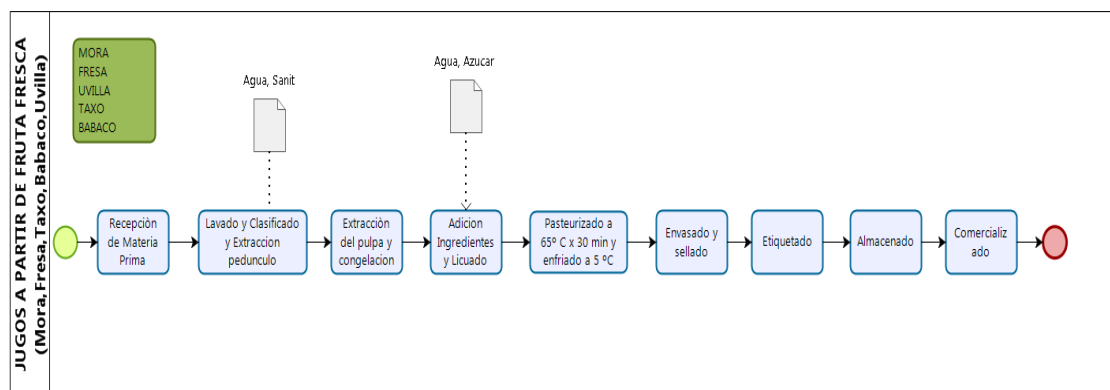 JUGOS A PARTIR DE FRUTA FRESCA
(Mora,Fresa,Taxo,Babaco,Uvilla)
MORA
FRESA
UVILLA
TAXO
BABACO
Agua, Sanit
Agua, Azucar
Recepciòn
de Materia
Prima
Lavado y Clasificado
y Extraccion
pedunculo
Extracciòn
del pulpa y
congelacion
Adicion
Ingredientes
y Licuado
Pasteurizado a
65º C x 30 min y
enfriado a 5 ºC
Envasado y
sellado
Etiquetado
Almacenado
Comercializ
ado